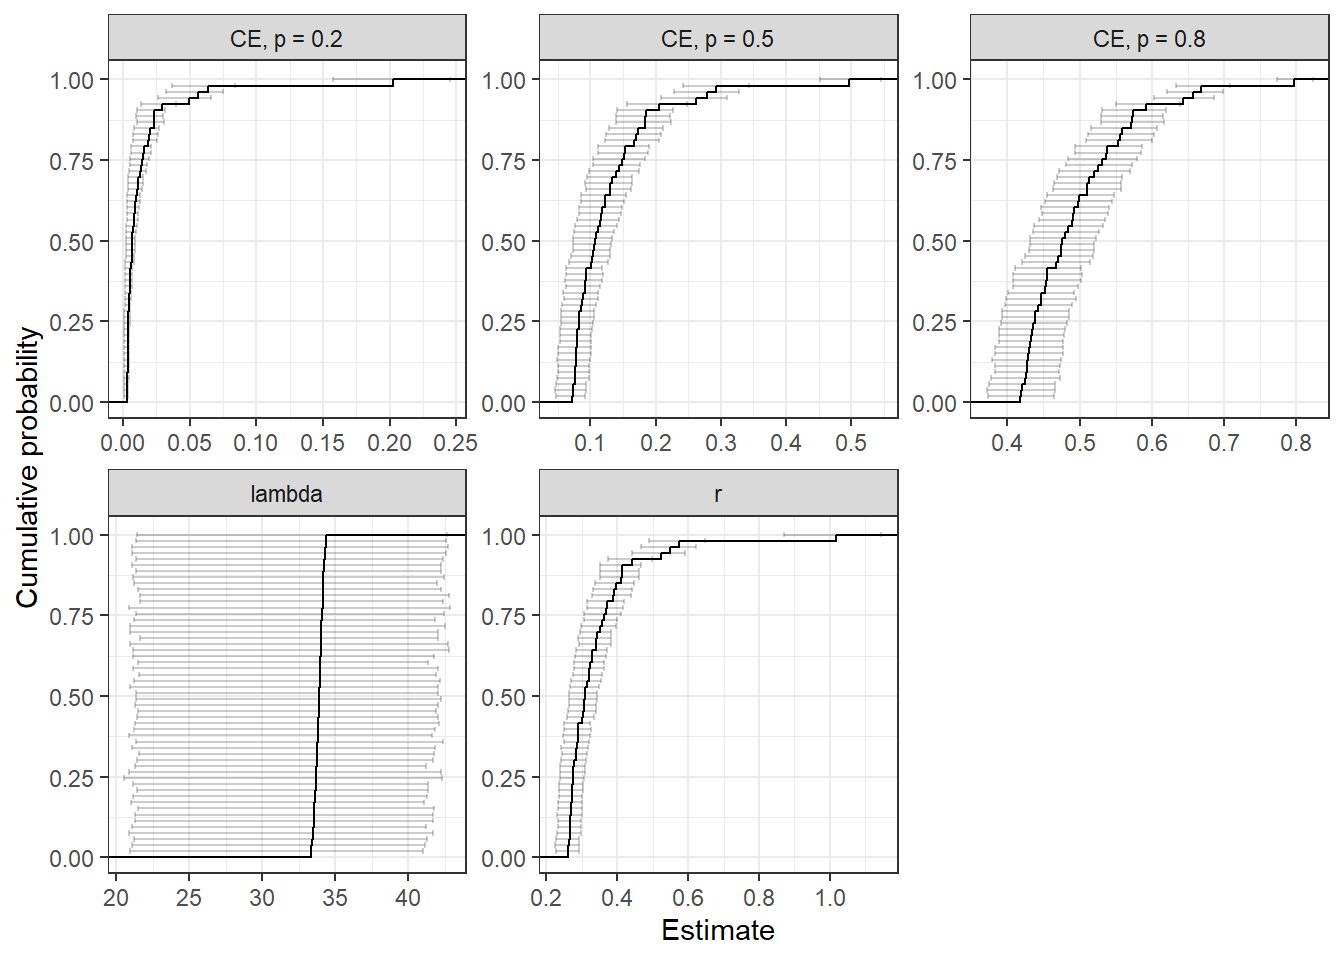 CE, p = 0.2
CE, p = 0.5
CE, p = 0.8
1.00 1.00 1.00
0.75 0.75 0.75
0.50 0.50 0.50
0.25 0.25 0.25
0.00 0.00 0.00
0.00 0.05 0.10 0.15 0.20 0.25
0.1 0.2 0.3 0.4 0.5
0.4 0.5 0.6 0.7 0.8
Cumulative probability
lambda
r
1.00 1.00
0.75 0.75
0.50 0.50
0.25 0.25
0.00 0.00
20 25 30 35 40
0.2 0.4 0.6 0.8 1.0
Estimate